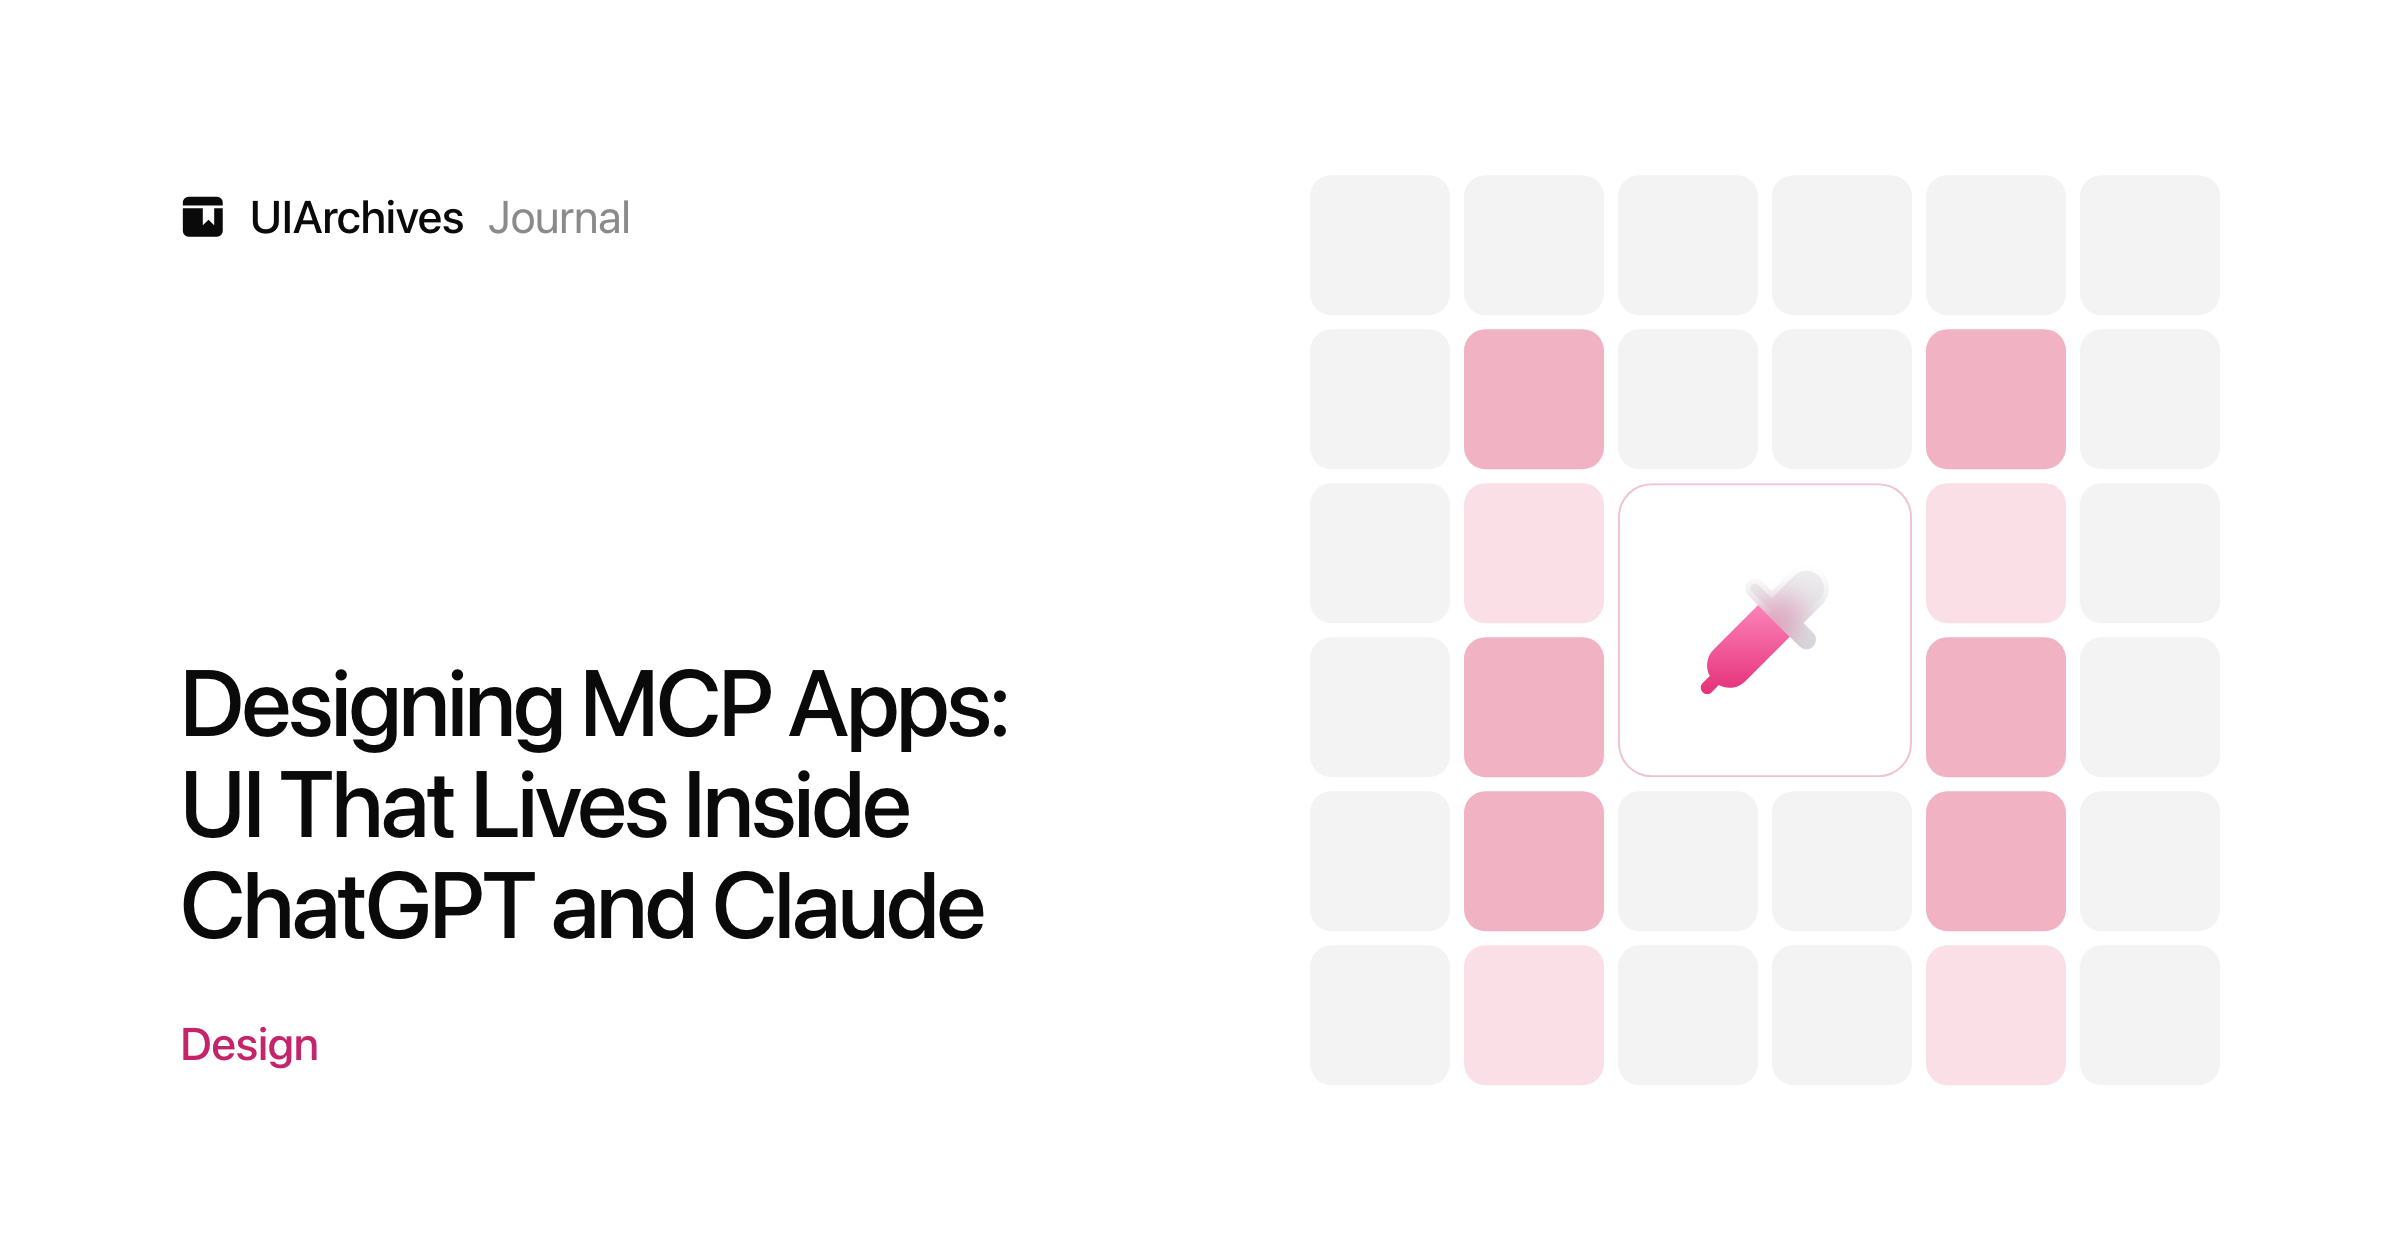 UIArchives Journal
Designing MCP Apps:
UI That Lives Inside
ChatGPT and Claude
Design